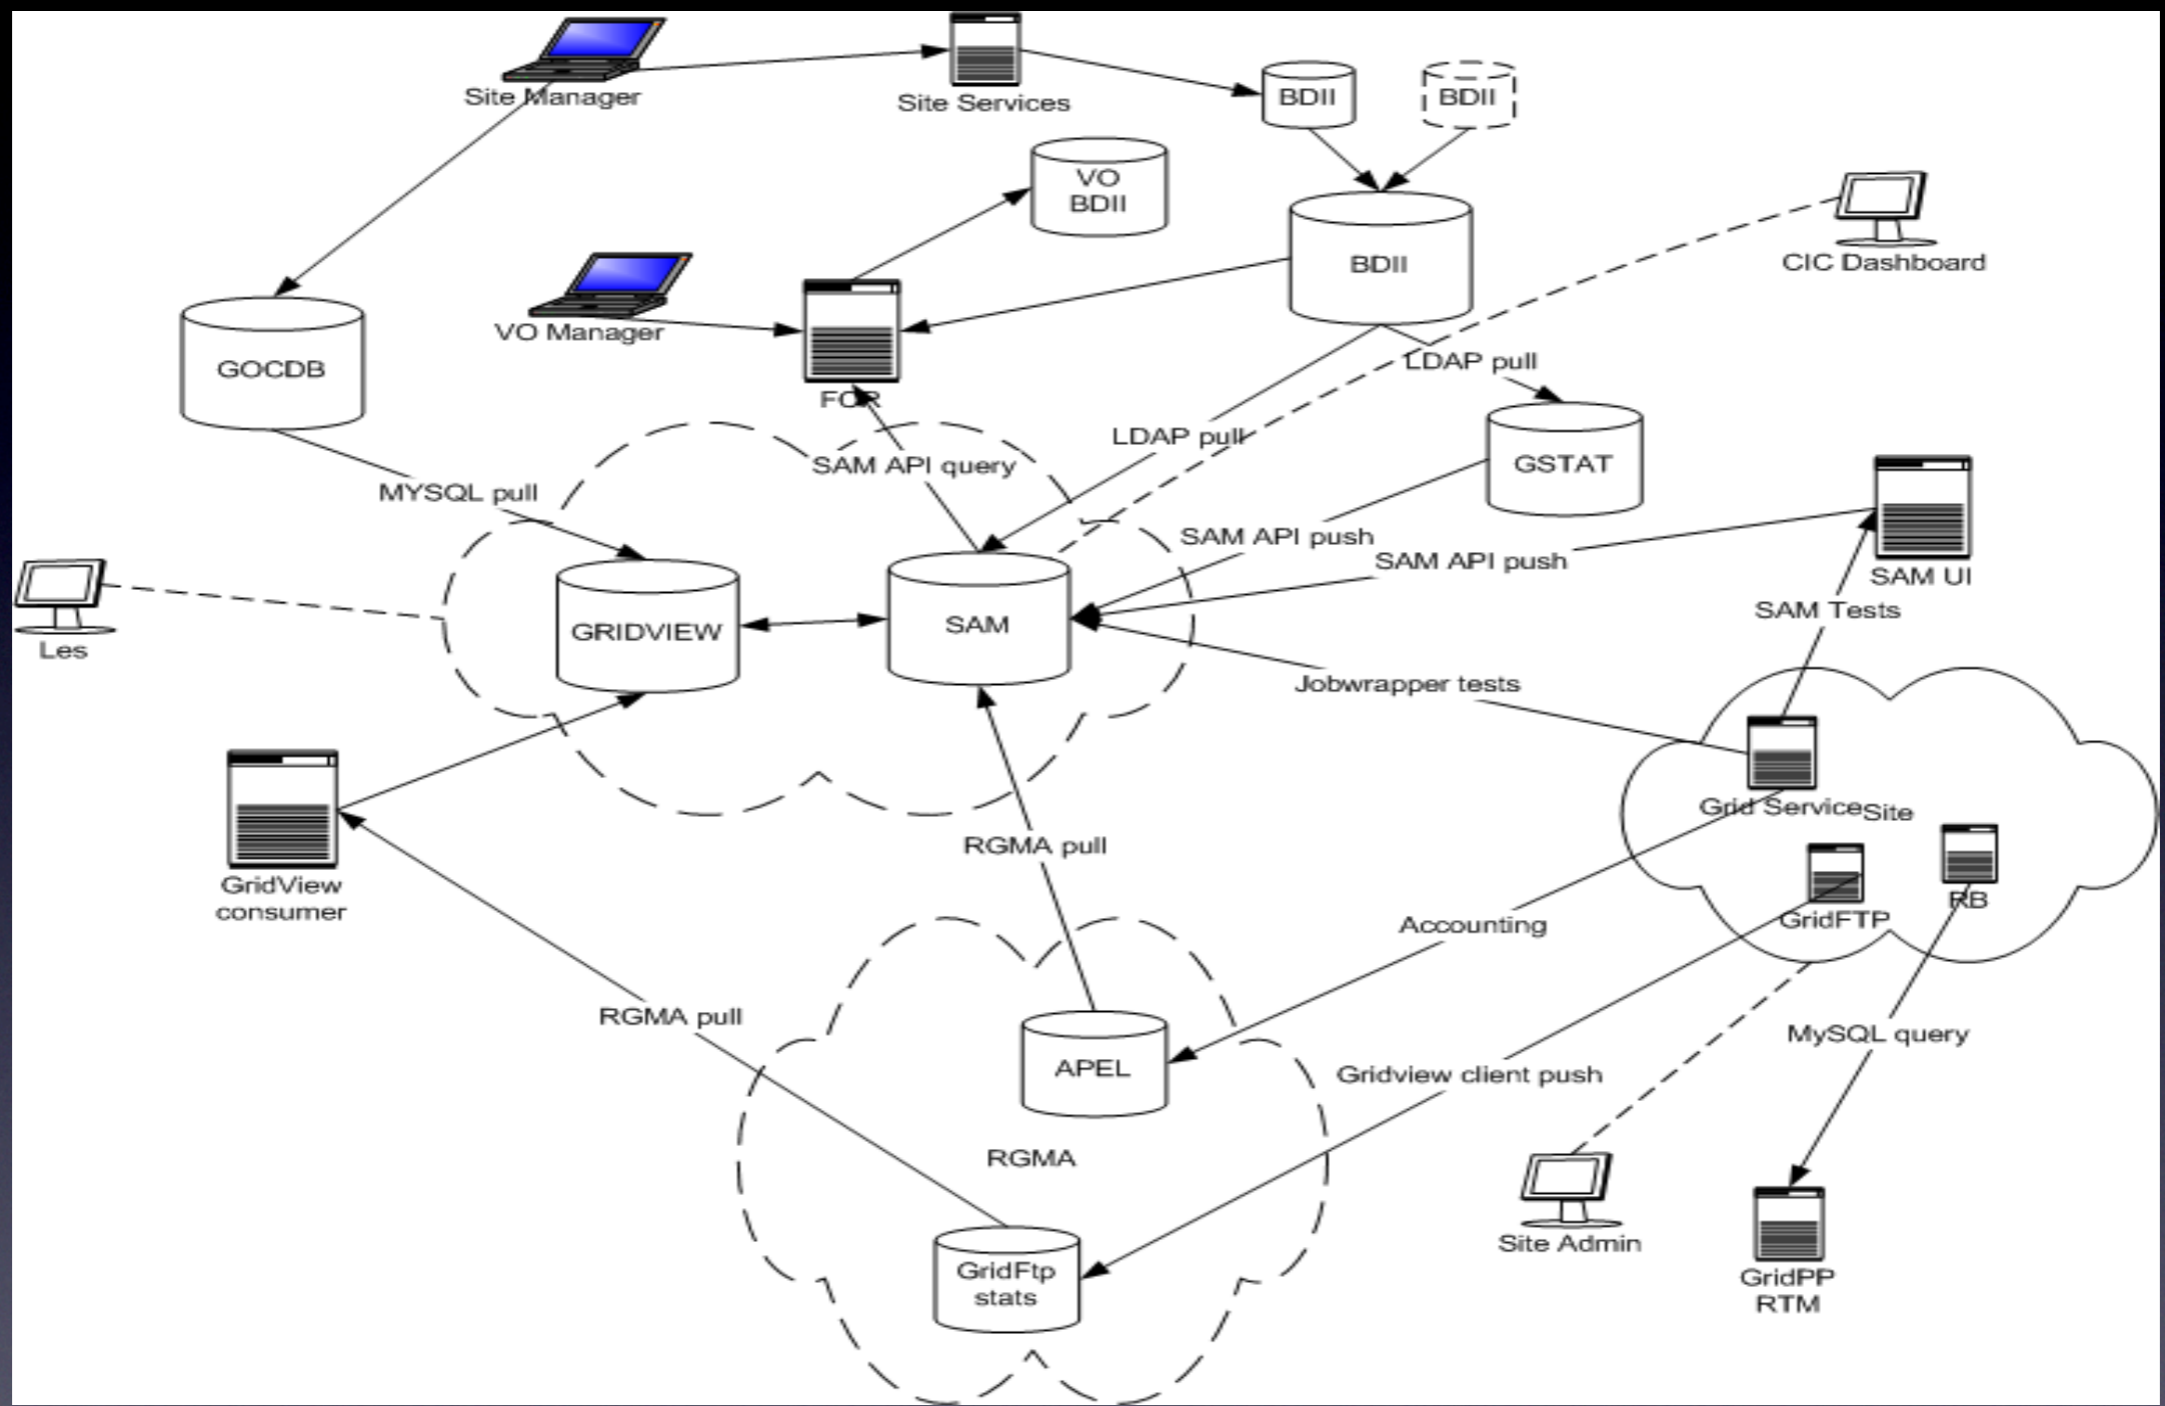 Site Manager
Site Services
BDII
BDII
VO
BDII
BDII
CIC Dashboard
VO Manager
GOCDB
FCR
LDAP pull
LDAP pull
SAM API query
MYSQL pull
GSTAT
SAM API push
SAM API push
SAM UI
SAM Tests
Les
GRIDVIEW
SAM
Jobwrapper tests
Grid Service
Site
GridView
consumer
RGMA pull
GridFTP
RB
Accounting
RGMA pull
MySQL query
APEL
Gridview client push
RGMA
Site Admin
GridFtp
stats
GridPP
RTM